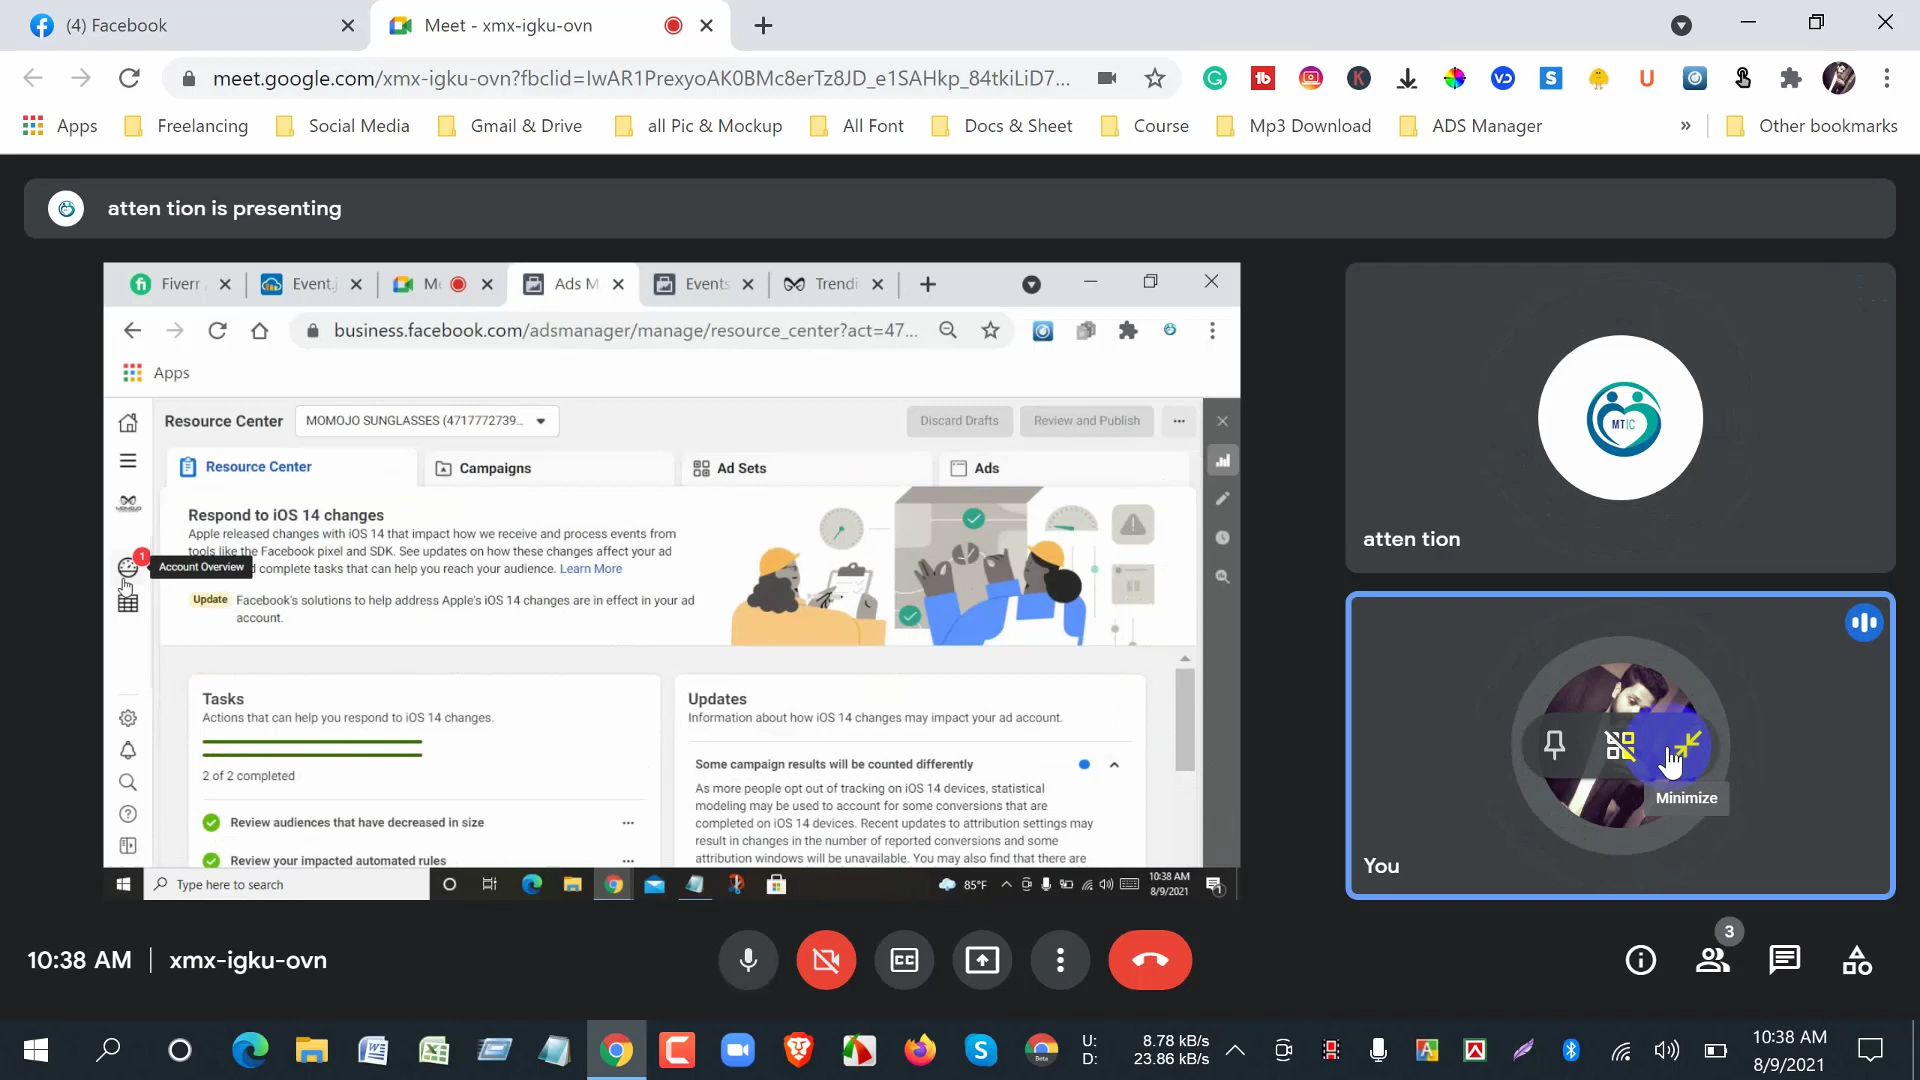 (4) Facebook
Meet - xmx-igku-ovn
meet.google.com/xmx-igku-ovn?fbclid=IwAR1PrexyoAK0BMc8erTz8JD_e1SAHkp_84tkiLiD7...
Apps
Freelancing
Social Media
Gmail & Drive
all Pic & Mockup
All Font
Docs & Sheet
Course
Mp3 Download
ADS Manager
»
Other bookmarks
atten tion is presenting
Fiverr
Event.j
M
Ads M
Events
Trendi
business.facebook.com/adsmanager/manage/resource_center?act=47...
Apps
Resource Center
MOMOJO SUNGLASSES (4717772739...
Discard Drafts
Review and Publish
Resource Center
Campaigns
Ad Sets
Ads
Respond to iOS 14 changes
Apple released changes with iOS 14 that impact how we receive and process events from
tools like the Facebook pixel and SDK. See updates on how these changes affect your ad
d complete tasks that can help you reach your audience. Learn More
1
Account Overview
Update Facebook's solutions to help address Apple's iOS 14 changes are in effect in your ad
account.
Tasks
Actions that can help you respond to iOS 14 changes.
2 of 2 completed
Review audiences that have decreased in size
Review your impacted automated rules
Updates
Information about how iOS 14 changes may impact your ad account.
Some campaign results will be counted differently
As more people opt out of tracking on iOS 14 devices, statistical
modeling may be used to account for some conversions that are
completed on iOS 14 devices. Recent updates to attribution settings may
result in changes in the number of reported conversions and some
attribution windows will be unavailable. You may also find that there are
Type here to search
85°F
10:38 AM
8/9/2021
MTIC
atten tion
Minimize
You
10:38 AM | xmx-igku-ovn
CC
3
U: 8.78 kB/s
D: 23.86 kB/s
10:38 AM
8/9/2021